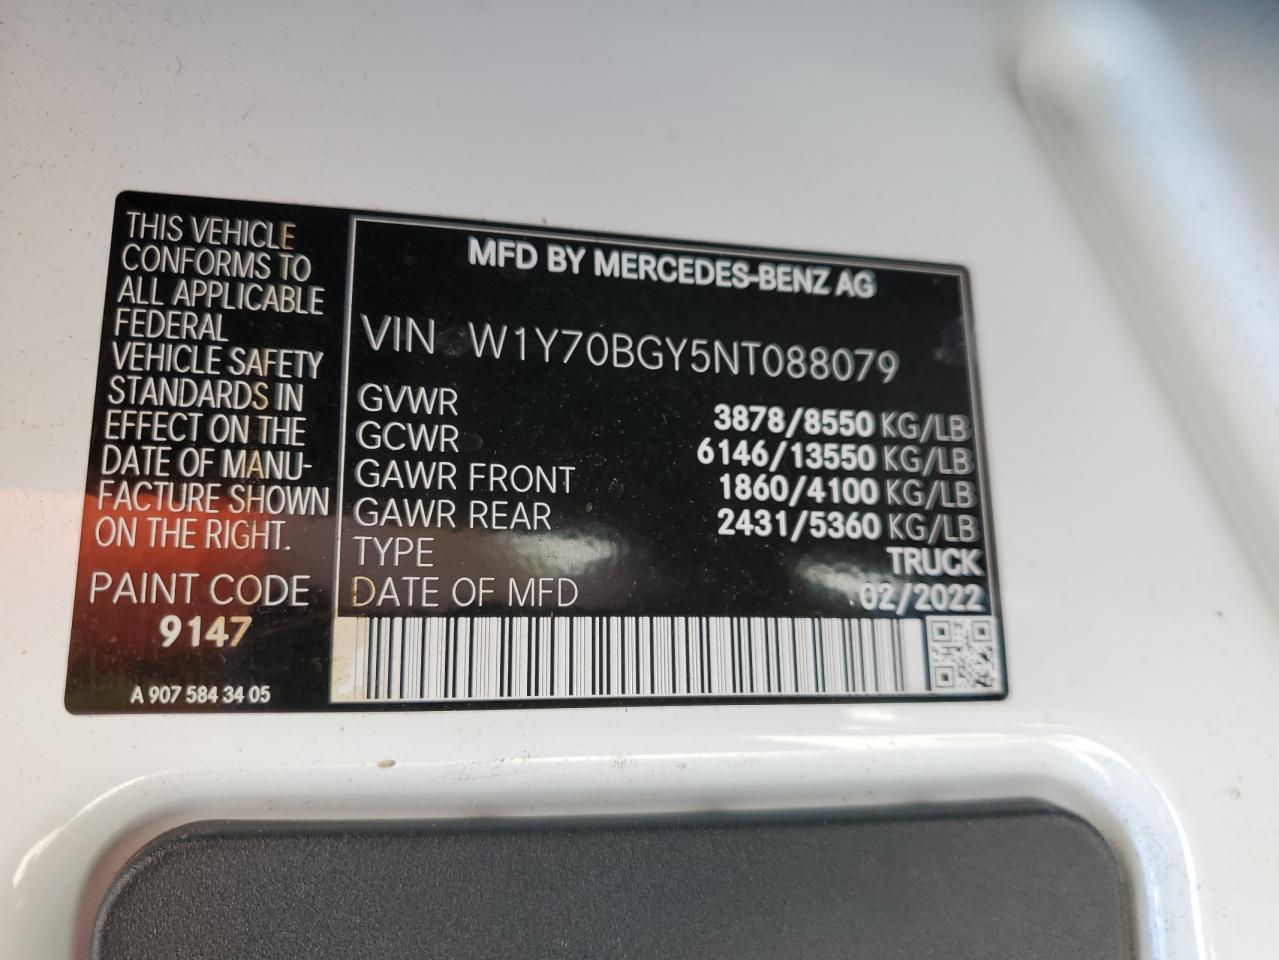 THIS VEHICLE
CONFORMS TO
ALL APPLICABLE
FEDERAL
VEHICLE SAFETY
STANDARDS IN
EFFECT ON THE
DATE OF MANU-
FACTURE SHOWN
ON THE RIGHT.
PAINT CODE
9147
A 907 584 34 05
MFD BY MERCEDES-BENZ AG
VIN W1Y70BGY5NT088079
GVWR 3878/8550 KG/LB
GCWR 6146/13550 KG/LB
GAWR FRONT 1860/4100 KG/LB
GAWR REAR 2431/5360 KG/LB
TYPE TRUCK
DATE OF MFD 02/2022